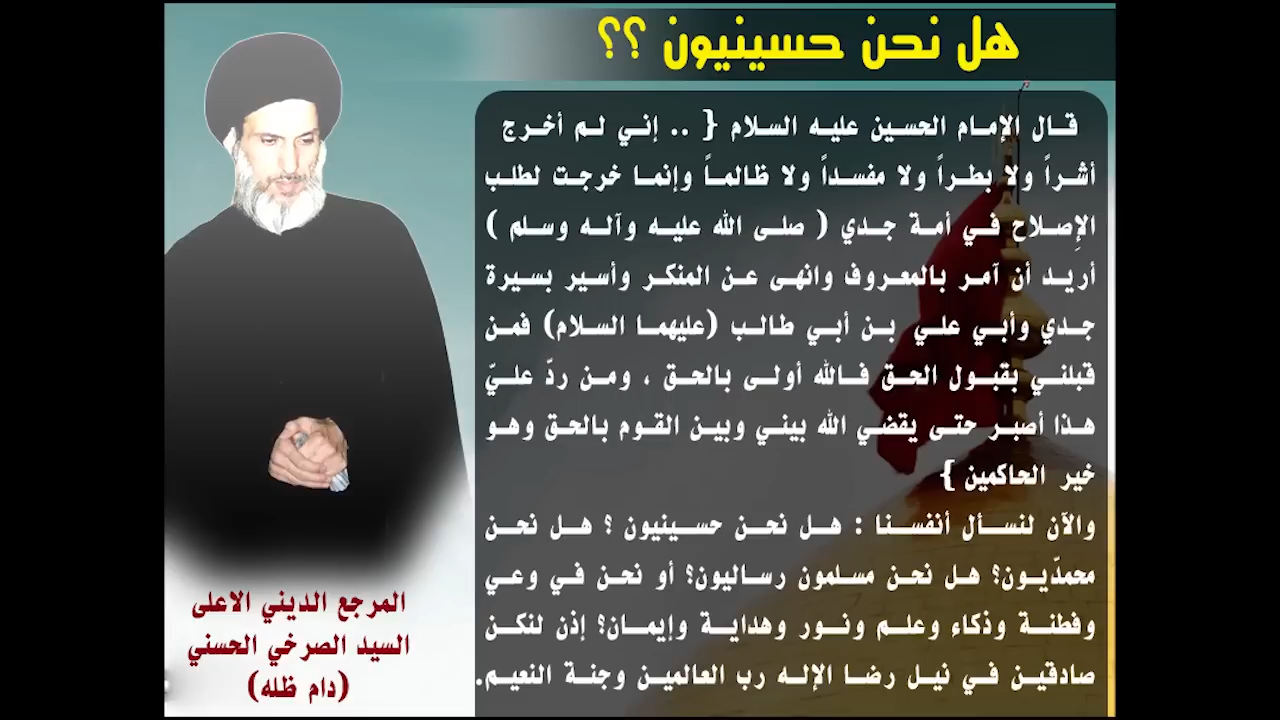 هل نحن حسينيون ؟؟
قال الإمام الحسين عليه السلام { .. إني لم أخرج
أشراً ولا بطراً ولا مفسداً ولا ظالماً وإنما خرجت لطلب
الإصلاح في أمة جدي ( صلى الله عليه وآله وسلم )
أريد أن آمر بالمعروف وانهى عن المنكر وأسير بسيرة
جدي وأبي علي بن أبي طالب (عليهما السلام) فمن
قبلني بقبول الحق فالله أولى بالحق ، ومن ردّ عليّ
هذا أصبر حتى يقضي الله بيني وبين القوم بالحق وهو
خير الحاكمين }
والآن لنسأل أنفسنا : هل نحن حسينيون ؟ هل نحن
محمدّيون؟ هل نحن مسلمون رساليون؟ أو نحن في وعي
وفطنة وذكاء وعلم ونور وهداية وإيمان؟ إذن لنكن
صادقين في نيل رضا الإله رب العالمين وجنة النعيم.
المرجع الديني الاعلى
السيد الصرخي الحسني
(دام ظله)